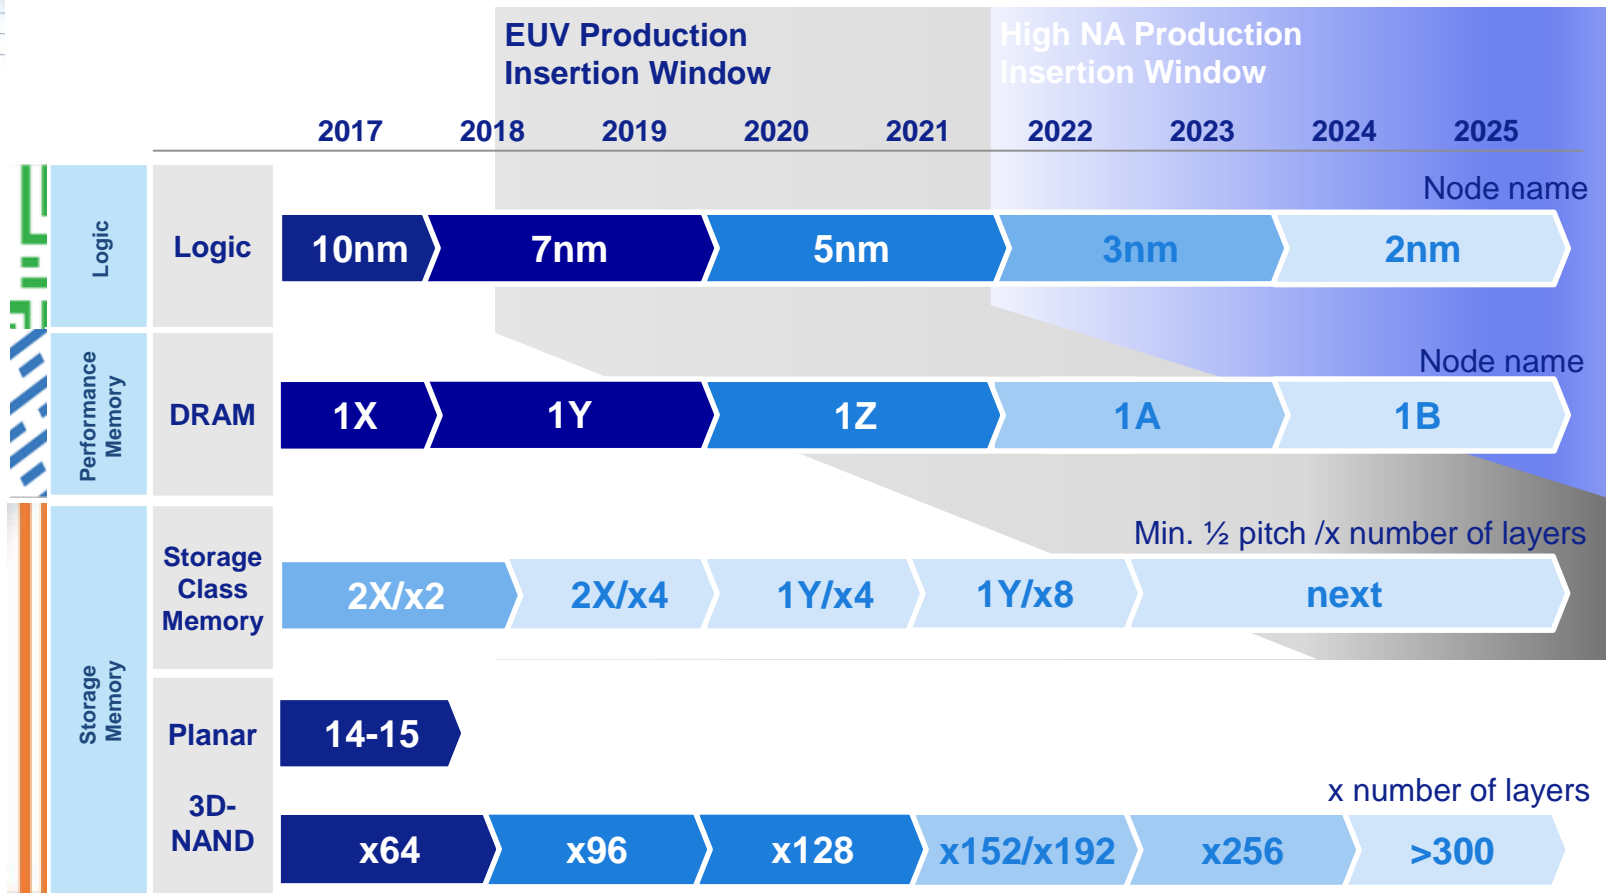 EUV Production
Insertion Window
High NA Production
Insertion Window
2017 2018 2019 2020 2021 2022 2023 2024 2025
Node name
Logic
Logic
10nm 7nm 5nm 3nm 2nm
Node name
Performance
Memory
DRAM
1X 1Y 1Z 1A 1B
Min. ½ pitch /x number of layers
Storage
Class
Memory
2X/x2 2X/x4 1Y/x4 1Y/x8 next
Storage
Memory
Planar
14-15
x number of layers
3D-
NAND
x64 x96 x128 x152/x192 x256 >300